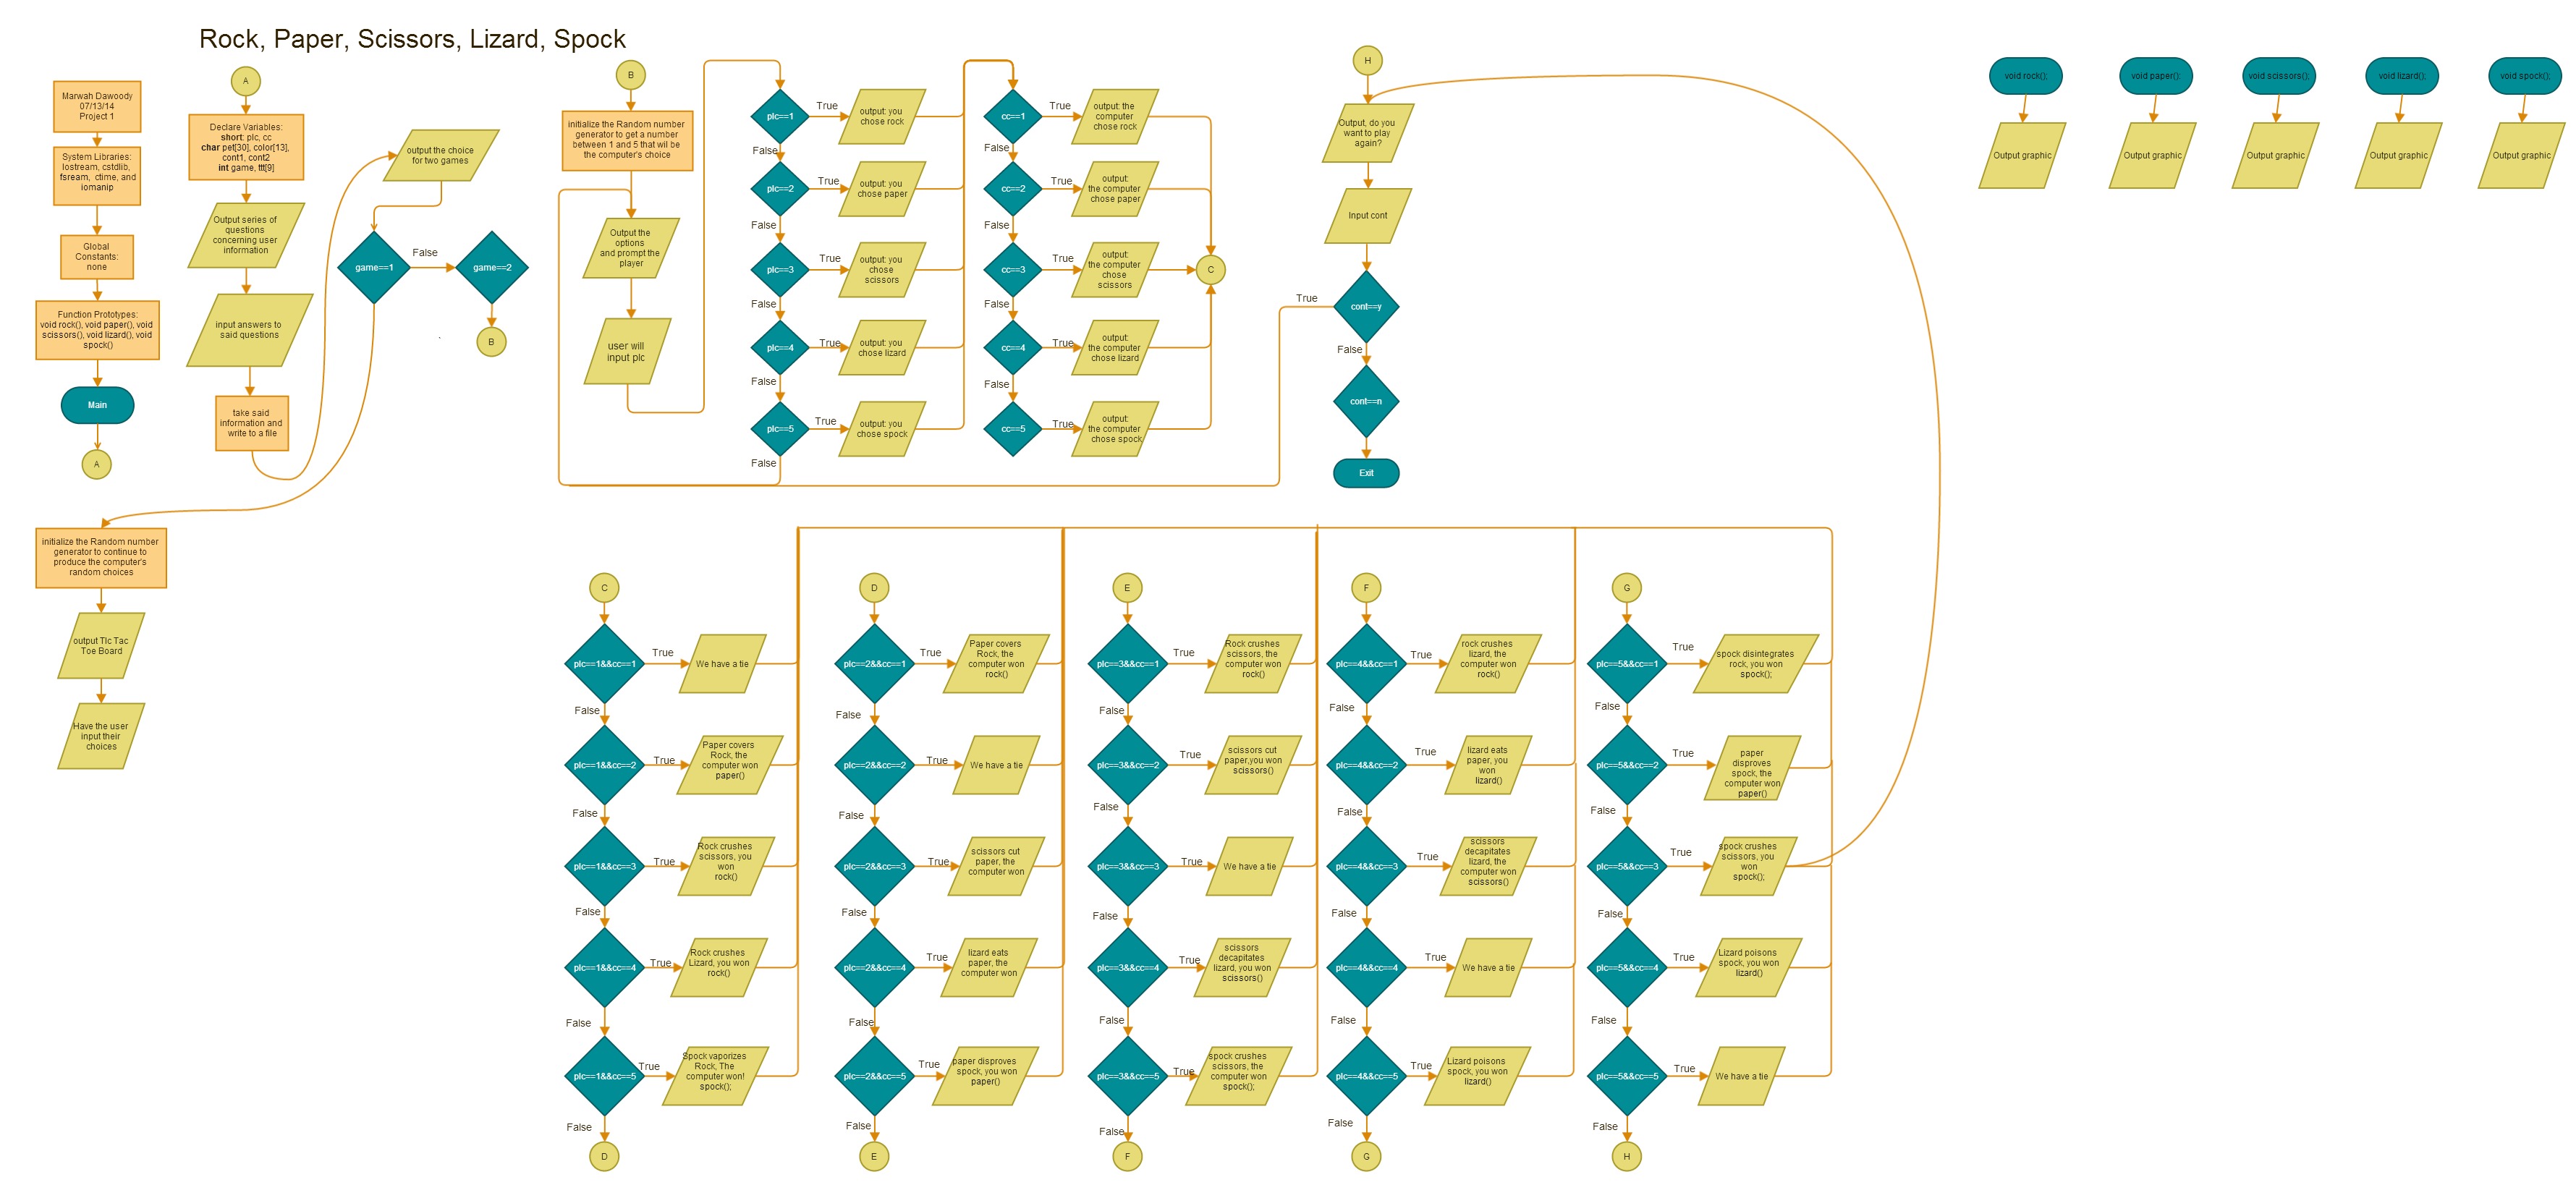 Rock, Paper, Scissors, Lizard, Spock
Marwah Dawoody
07/13/14
Project 1
System Libraries:
Iostream, cstdlib,
fsream, ctime, and
iomanip
Global
Constants:
none
Function Prototypes:
void rock(), void paper(), void
scissors(), void lizard(), void
spock()
Main
A
A
Declare Variables:
short: plc, cc
char pet[30], color[13],
cont1, cont2
int game, ttt[9]
Output series of
questions
concerning user
information
input answers to
said questions
take said
information and
write to a file
output the choice
for two games
game==1
False
game==2
B
initialize the Random number
generator to continue to
produce the computer's
random choices
output TIc Tac
Toe Board
Have the user
input their
choices
B
initialize the Random number
generator to get a number
between 1 and 5 that wil be
the computer's choice
Output the
options
and prompt the
player
user will
input plc
plc==1
True
output: you
chose rock
False
plc==2
True
output: you
chose paper
False
plc==3
True
output: you
chose
scissors
False
plc==4
True
output: you
chose lizard
False
plc==5
True
output: you
chose spock
False
cc==1
True
output: the
computer
chose rock
False
cc==2
True
output:
the computer
chose paper
False
cc==3
True
output:
the computer
chose
scissors
False
cc==4
True
output:
the computer
chose lizard
False
cc==5
True
output:
the computer
chose spock
C
H
Output, do you
want to play
again?
Input cont
cont==y
True
False
cont==n
Exit
void rock();
Output graphic
void paper():
Output graphic
void scissors();
Output graphic
void lizard();
Output graphic
void spock();
Output graphic
C
plc==1&&cc==1
True
We have a tie
False
plc==1&&cc==2
True
Paper covers
Rock, the
computer won
paper()
False
plc==1&&cc==3
True
Rock crushes
scissors, you
won
rock()
False
plc==1&&cc==4
True
Rock crushes
Lizard, you won
rock()
False
plc==1&&cc==5
True
Spock vaporizes
Rock, The
computer won!
spock();
False
D
D
plc==2&&cc==1
True
Paper covers
Rock, the
computer won
rock()
False
plc==2&&cc==2
True
We have a tie
False
plc==2&&cc==3
True
scissors cut
paper, the
computer won
False
plc==2&&cc==4
True
lizard eats
paper, the
computer won
False
plc==2&&cc==5
True
paper disproves
spock, you won
paper()
False
E
E
plc==3&&cc==1
True
Rock crushes
scissors, the
computer won
rock()
False
plc==3&&cc==2
True
scissors cut
paper,you won
scissors()
False
plc==3&&cc==3
True
We have a tie
False
plc==3&&cc==4
True
scissors
decapitates
lizard, you won
scissors()
False
plc==3&&cc==5
True
spock crushes
scissors, the
computer won
spock();
False
F
F
plc==4&&cc==1
True
rock crushes
lizard, the
computer won
rock()
False
plc==4&&cc==2
True
lizard eats
paper, you
won
lizard()
False
plc==4&&cc==3
True
scissors
decapitates
lizard, the
computer won
scissors()
False
plc==4&&cc==4
True
We have a tie
False
plc==4&&cc==5
True
Lizard poisons
spock, you won
lizard()
False
G
G
plc==5&&cc==1
True
spock disintegrates
rock, you won
spock();
False
plc==5&&cc==2
True
paper
disproves
spock, the
computer won
paper()
False
plc==5&&cc==3
True
spock crushes
scissors, you
won
spock();
False
plc==5&&cc==4
True
Lizard poisons
spock, you won
lizard()
False
plc==5&&cc==5
True
We have a tie
False
H